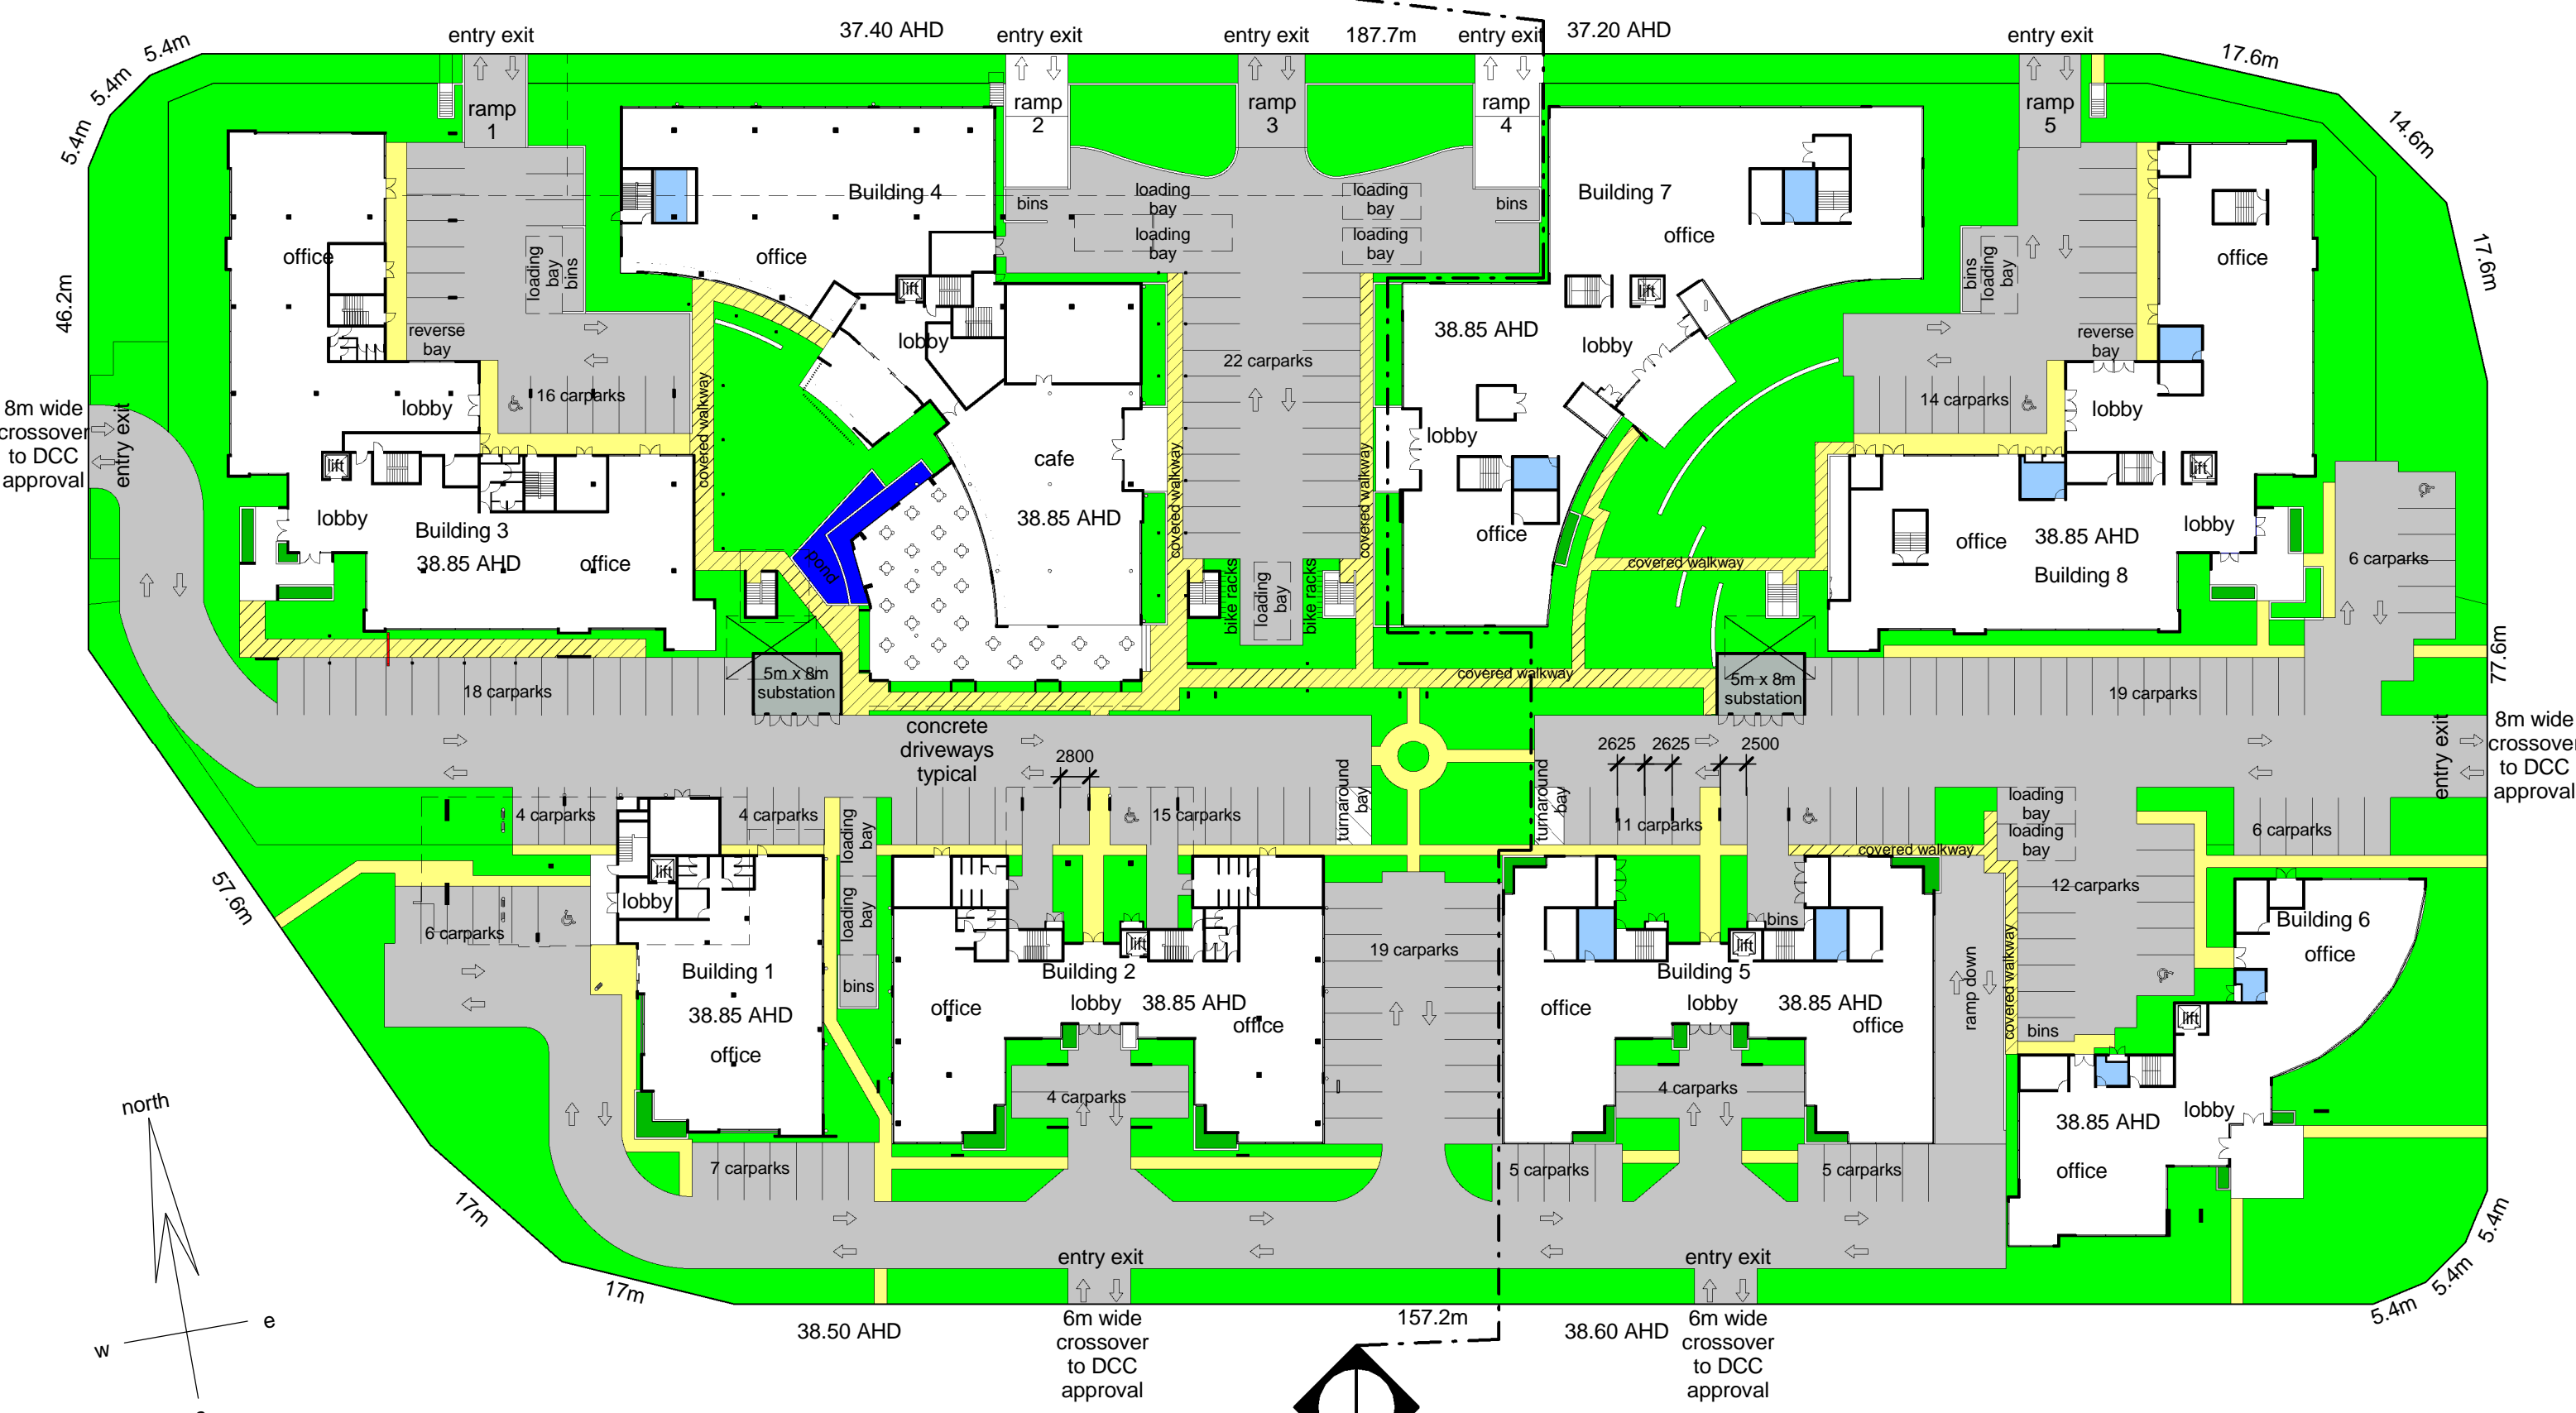 entry exit
37.40 AHD
entry exit
entry exit
187.7m
entry exit
37.20 AHD
entry exit
5.4m
5.4m
5.4m
17.6m
14.6m
17.6m
ramp
1
ramp
2
ramp
3
ramp
4
ramp
5
Building 4
office
bins
loading
bay
loading
bay
loading
bay
loading
bay
bins
Building 7
office
office
loading
bay
bins
bins
loading
bay
office
46.2m
reverse
bay
lift
lobby
22 carparks
38.85 AHD
lift
lobby
reverse
bay
16 carparks
14 carparks
8m wide
crossover
to DCC
approval
entry exit
lobby
covered walkway
lobby
lobby
lift
cafe
covered walkway
covered walkway
lift
lobby
Building 3
38.85 AHD
office
38.85 AHD
office
office
38.85 AHD
Building 8
lobby
6 carparks
pond
bike racks
loading
bay
bike racks
covered walkway
18 carparks
5m x 8m
substation
covered walkway
5m x 8m
substation
19 carparks
77.6m
concrete
driveways
typical
2800
2625
2625
2500
entry exit
8m wide
crossover
to DCC
approval
4 carparks
4 carparks
loading
bay
15 carparks
turnaround
bay
turnaround
bay
11 carparks
loading
bay
loading
bay
6 carparks
covered walkway
57.6m
lift
lobby
loading
bay
12 carparks
6 carparks
bins
Building 6
office
19 carparks
lift
lift
Building 1
38.85 AHD
office
bins
Building 2
office
lobby
38.85 AHD
office
Building 5
office
lobby
38.85 AHD
office
ramp down
covered walkway
bins
lift
4 carparks
4 carparks
38.85 AHD
lobby
office
north
7 carparks
5 carparks
5 carparks
17m
5.4m
entry exit
entry exit
17m
5.4m
5.4m
e
w
38.50 AHD
6m wide
crossover
to DCC
approval
157.2m
38.60 AHD
6m wide
crossover
to DCC
approval